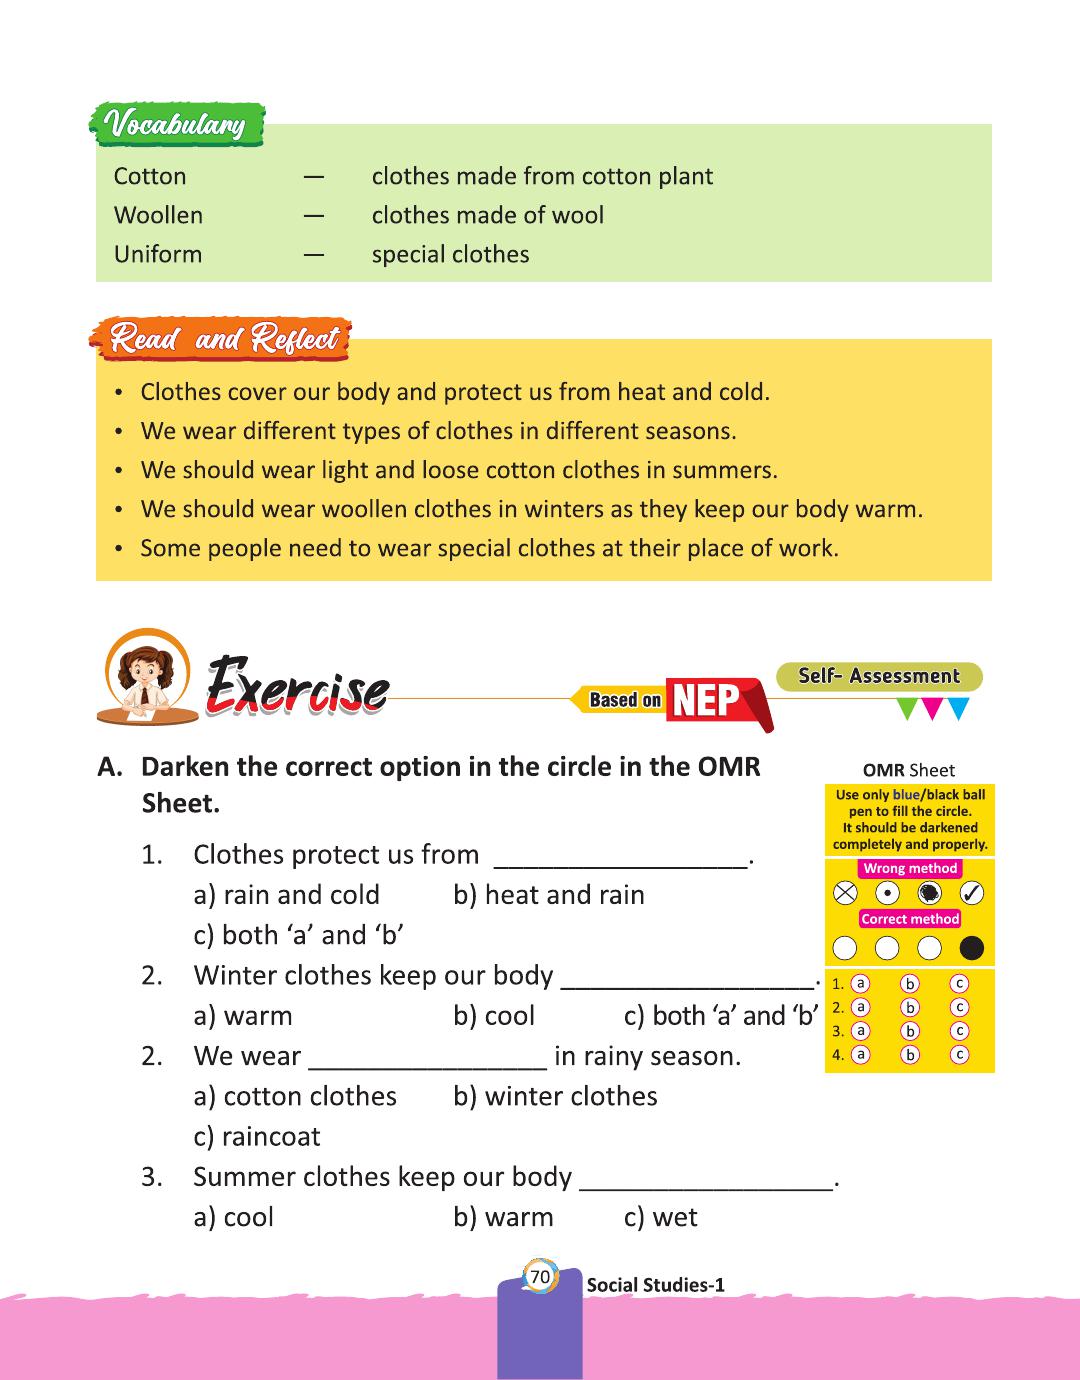 Vocabulary
Cotton — clothes made from cotton plant
Woollen — clothes made of wool
Uniform — special clothes
Read and Reflect
• Clothes cover our body and protect us from heat and cold.
• We wear different types of clothes in different seasons.
• We should wear light and loose cotton clothes in summers.
• We should wear woollen clothes in winters as they keep our body warm.
• Some people need to wear special clothes at their place of work.
Exercise
Based on NEP
Self- Assessment
A. Darken the correct option in the circle in the OMR
Sheet.
1. Clothes protect us from _________________.
a) rain and cold b) heat and rain
c) both ‘a’ and ‘b’
2. Winter clothes keep our body _________________.
a) warm b) cool c) both ‘a’ and ‘b’
2. We wear ________________ in rainy season.
a) cotton clothes b) winter clothes
c) raincoat
3. Summer clothes keep our body _________________.
a) cool b) warm c) wet
OMR Sheet
Use only blue/black ball
pen to fill the circle.
It should be darkened
completely and properly.
Wrong method
Correct method
1. a b c
2. a b c
3. a b c
4. a b c
70
Social Studies-1